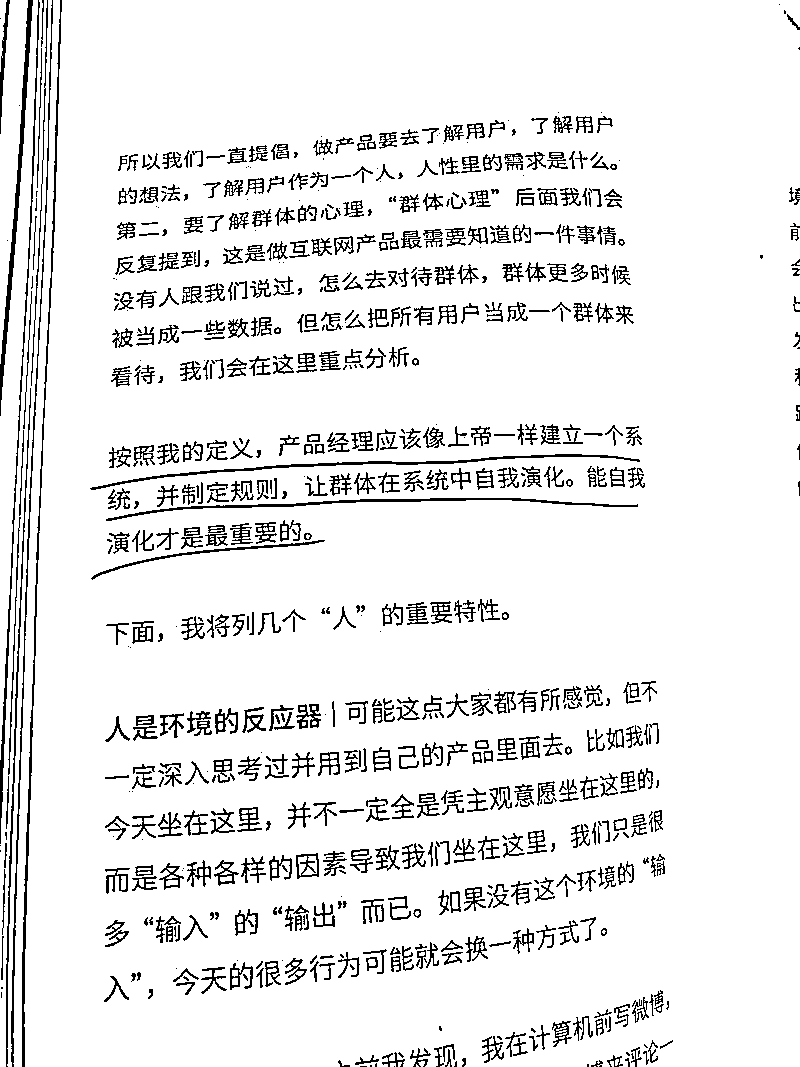 所以我们一直提倡，做产品要去了解用户，了解用户
的想法，了解用户作为一个人，人性里的需求是什么。
第二，要了解群体的心理，“群体心理”后面我们会
反复提到，这是做互联网产品最需要知道的一件事情。
没有人跟我们说过，怎么去对待群体，群体更多时候
被当成一些数据。但怎么把所有用户当成一个群体来
看待，我们会在这里重点分析。
按照我的定义，产品经理应该像上帝一样建立一个系
统，并制定规则，让群体在系统中自我演化。能自我
演化才是最重要的。
下面，我将列几个“人”的重要特性。
人是环境的反应器|可能这点大家都有所感觉，但不
一定深入思考过并用到自己的产品里面去。比如我们
今天坐在这里，并不一定全是凭主观意愿坐在这里的，
而是各种各样的因素导致我们坐在这里，我们只是很
多“输入”的“输出”而已。如果没有这个环境的“输
入”，今天的很多行为可能就会换一种方式了。
前我发现，我在计算机前写微博，
来评论一